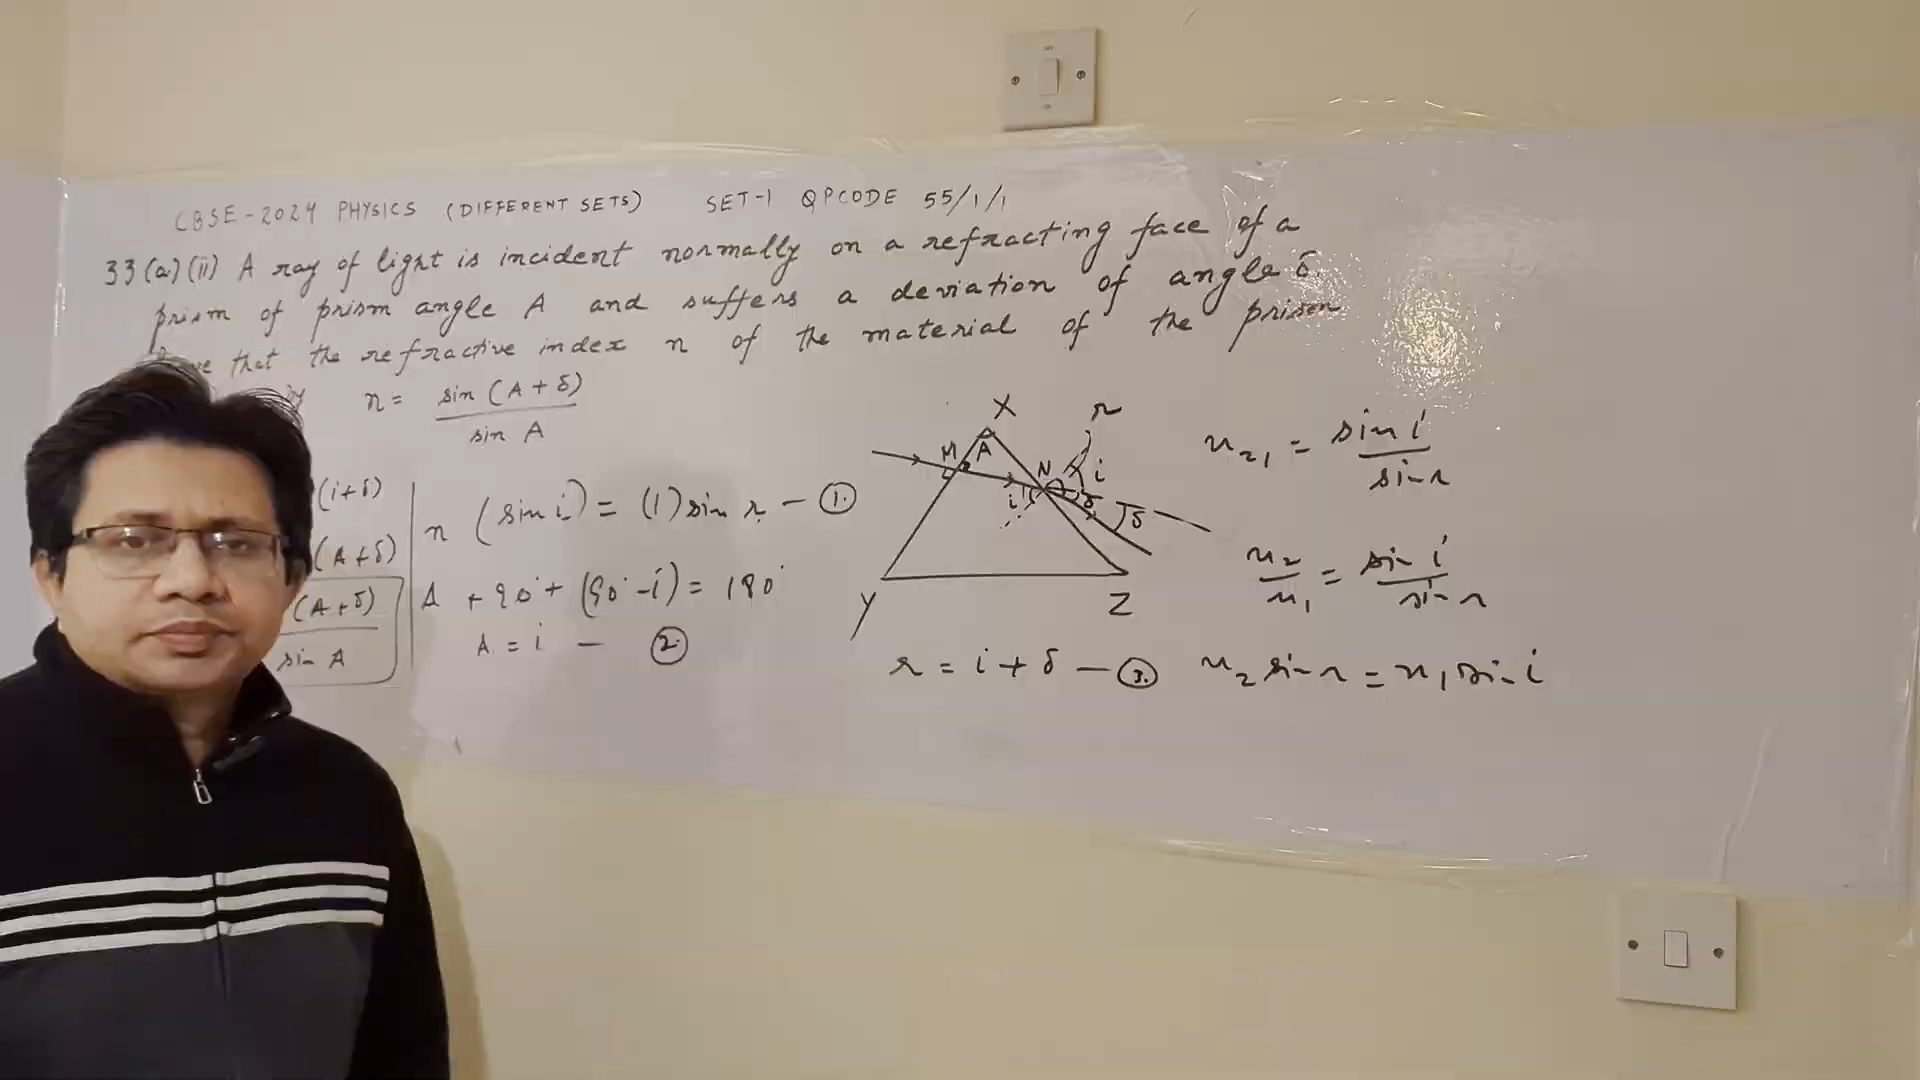 CBSE-2024 PHYSICS (DIFFERENT SETS) SET-1 QPCODE 55/1/1
33(a)(ii) A ray of light is incident normally on a refracting face of a
prism of prism angle A and suffers a deviation of angle δ.
that the refractive index n of the material of the prism
n = sin (A + δ) / sin A
(i+δ)
(A+δ)
(A+δ)
sin A
n (sin i) = (1) sin r — ①
A + 90° + (90° - i) = 180°
A = i — ②
X
r
M
A
N
i
i
δ
δ
Y
Z
r = i + δ — ③
n₂₁ = sin i / sin r
n₂ / n₁ = sin i / sin r
n₂ sin r = n₁ sin i